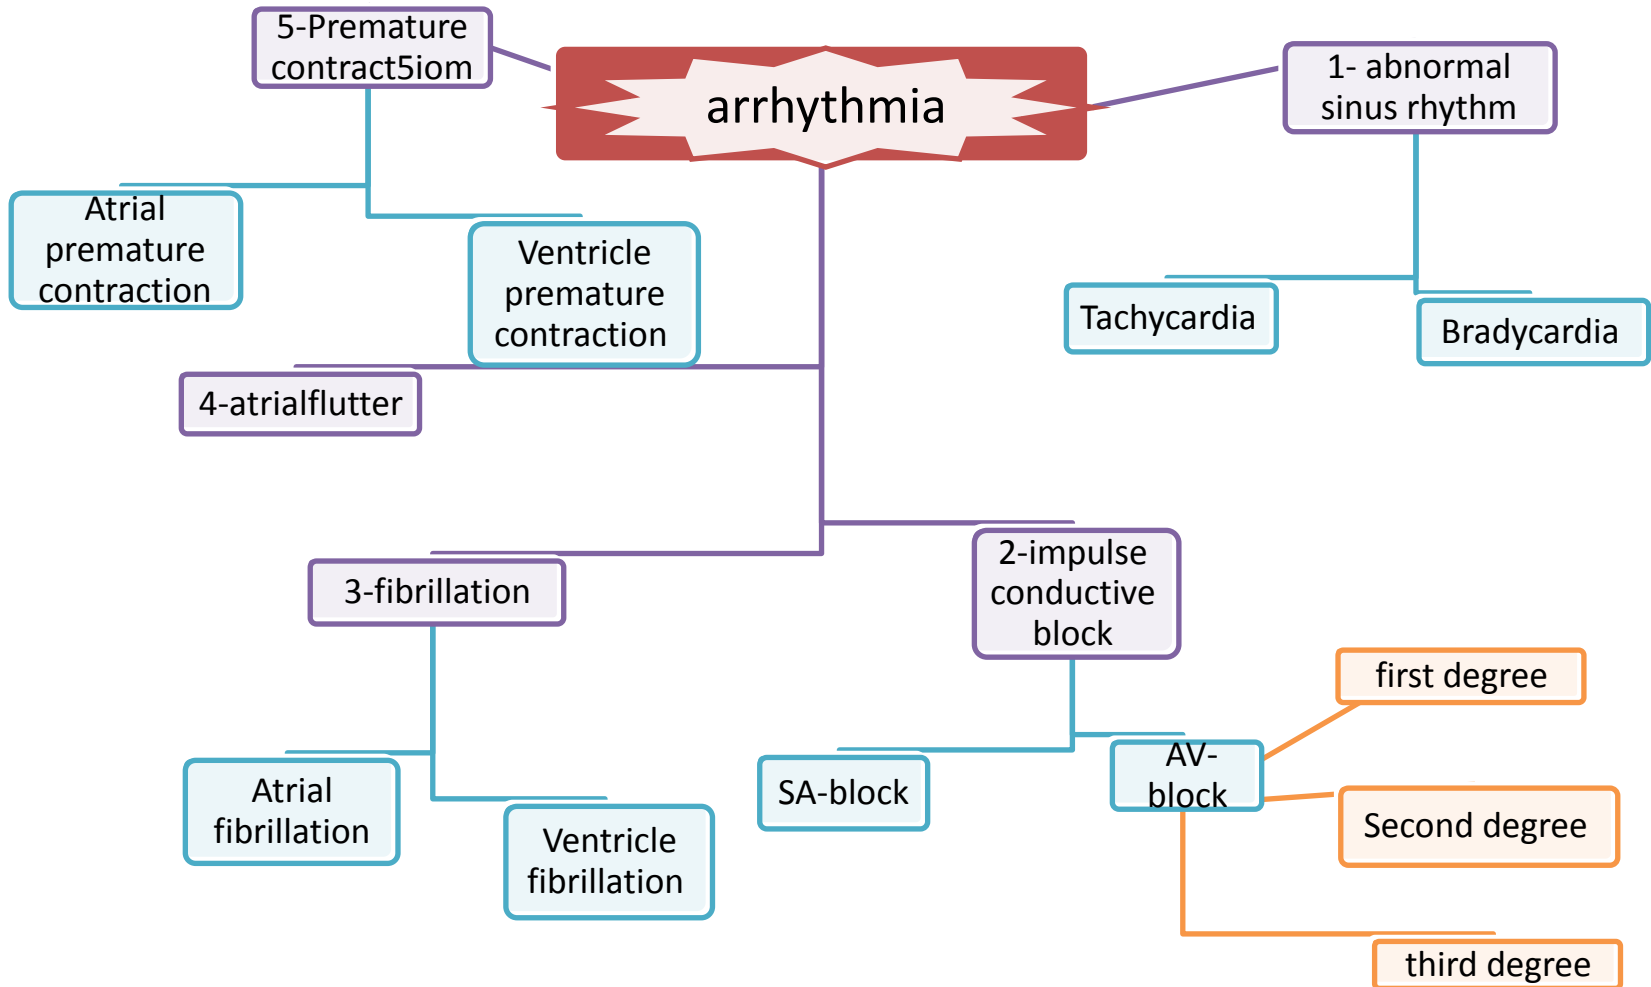 5-Premature
contract5iom
arrhythmia
1- abnormal
sinus rhythm
Atrial
premature
contraction
Ventricle
premature
contraction
Tachycardia
Bradycardia
4-atrialflutter
3-fibrillation
2-impulse
conductive
block
first degree
Atrial
fibrillation
Ventricle
fibrillation
SA-block
AV-
block
Second degree
third degree